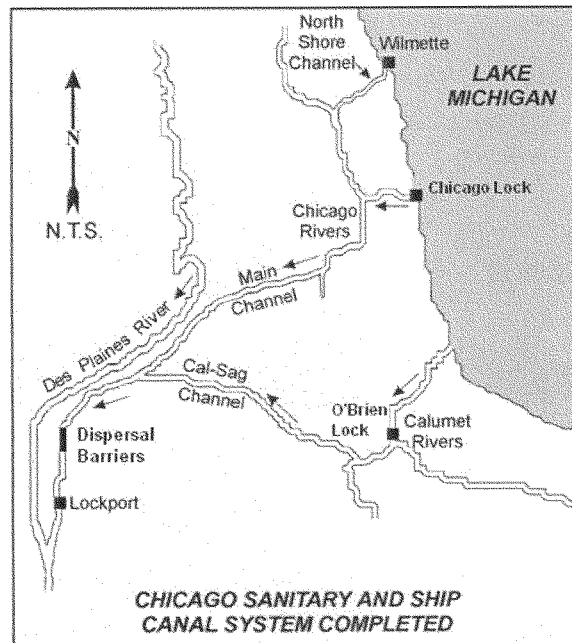 North
Shore
Channel
Wilmette
LAKE
MICHIGAN
N
N.T.S.
Chicago Lock
Chicago
Rivers
Main
Channel
Des Plaines River
Cal-Sag
Channel
O'Brien
Lock
Calumet
Rivers
Dispersal
Barriers
Lockport
CHICAGO SANITARY AND SHIP
CANAL SYSTEM COMPLETED